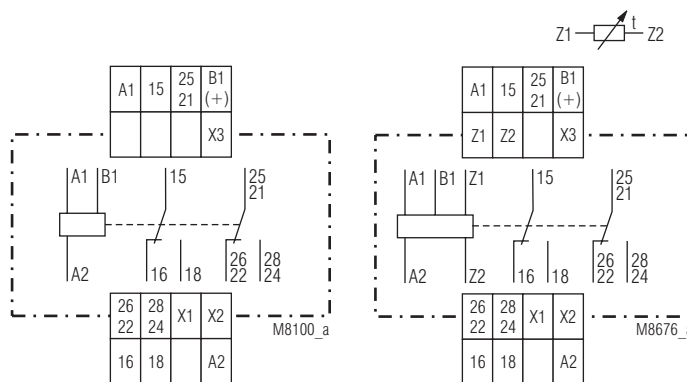 Z1 t Z2
A1 15 25 21 B1 (+)
X3
A1 B1 15 25 21
A2 16 18 26 22 28 24
26 22 28 24 X1 X2
16 18 A2
M8100_a
A1 15 25 21 B1 (+)
Z1 Z2 X3
A1 B1 Z1 15 25 21
A2 Z2 16 18 26 22 28 24
26 22 28 24 X1 X2
16 18 A2
M8676_a